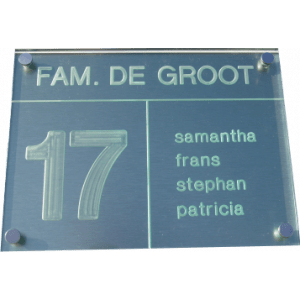 FAM. DE GROOT
17
samantha
frans
stephan
patricia